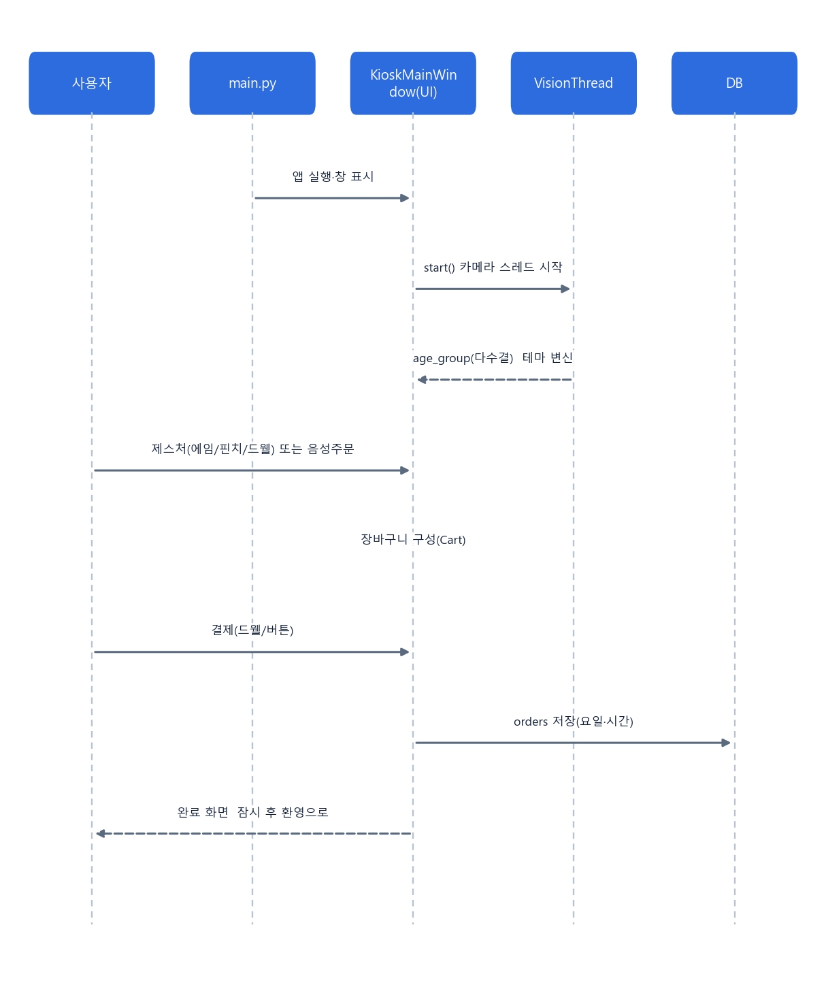 사용자
main.py
KioskMainWin
dow(UI)
VisionThread
DB
앱 실행·창 표시
start() 카메라 스레드 시작
age_group(다수결)  테마 변신
제스처(에임/핀치/드웰) 또는 음성주문
장바구니 구성(Cart)
결제(드웰/버튼)
orders 저장(요일·시간)
완료 화면  잠시 후 환영으로